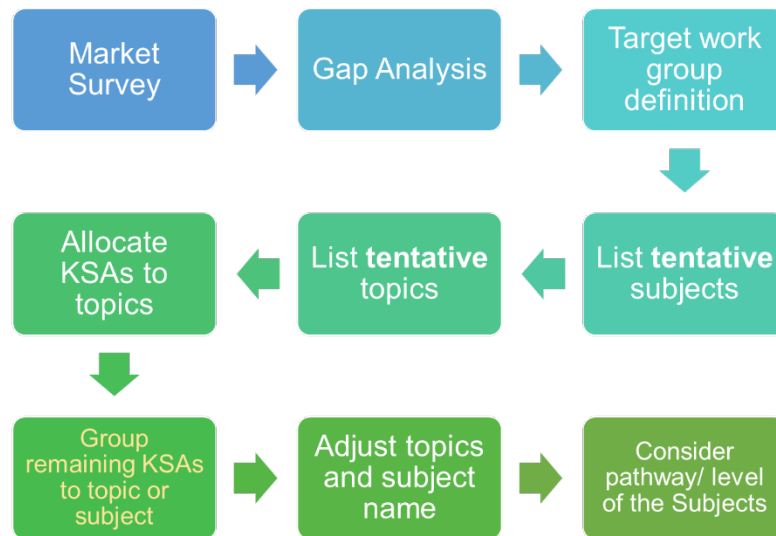 Market
Survey
Gap Analysis
Target work
group
definition
List tentative
subjects
List tentative
topics
Allocate
KSAs to
topics
Group
remaining KSAs
to topic or
subject
Adjust topics
and subject
name
Consider
pathway/ level
of the Subjects